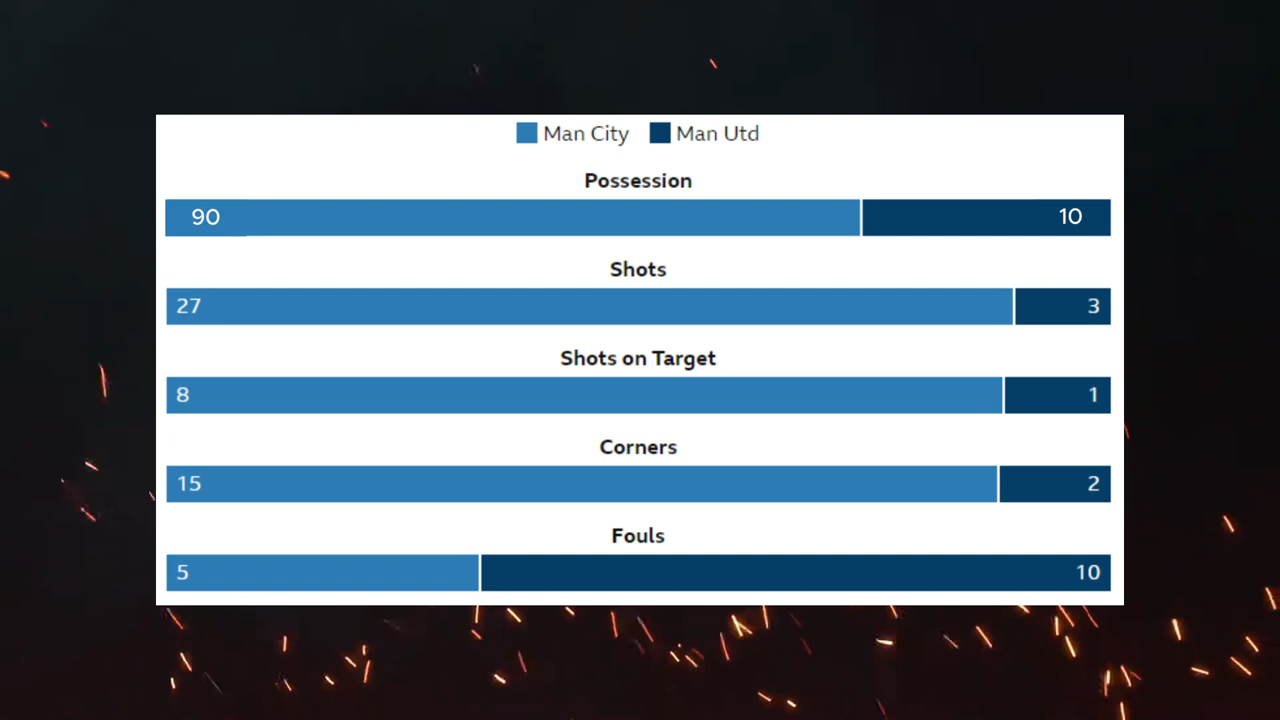 Man City Man Utd
Possession
90 10
Shots
27 3
Shots on Target
8 1
Corners
15 2
Fouls
5 10